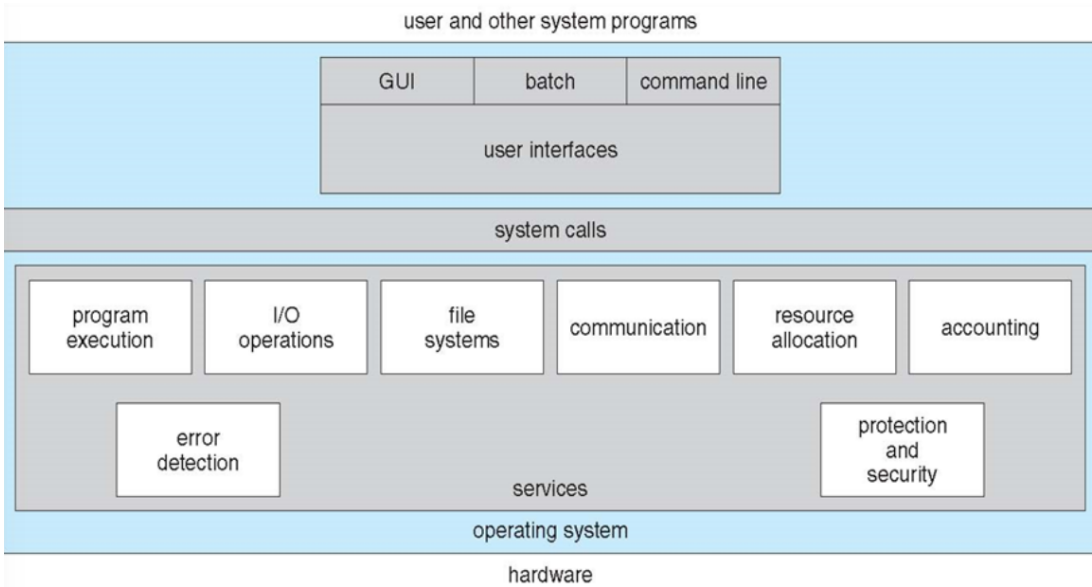 user and other system programs
GUI
batch
command line
user interfaces
system calls
program
execution
I/O
operations
file
systems
communication
resource
allocation
accounting
error
detection
protection
and
security
services
operating system
hardware